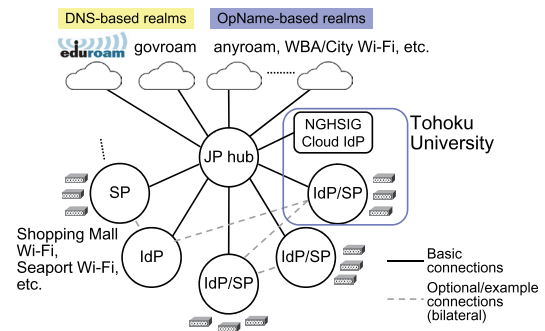 DNS-based realms
OpName-based realms
eduroam
govroam
anyroam, WBA/City Wi-Fi, etc.
NGHSIG
Cloud IdP
Tohoku
University
JP hub
SP
IdP/SP
Shopping Mall
Wi-Fi,
Seaport Wi-Fi,
etc.
IdP
IdP/SP
IdP/SP
Basic
connections
Optional/example
connections
(bilateral)